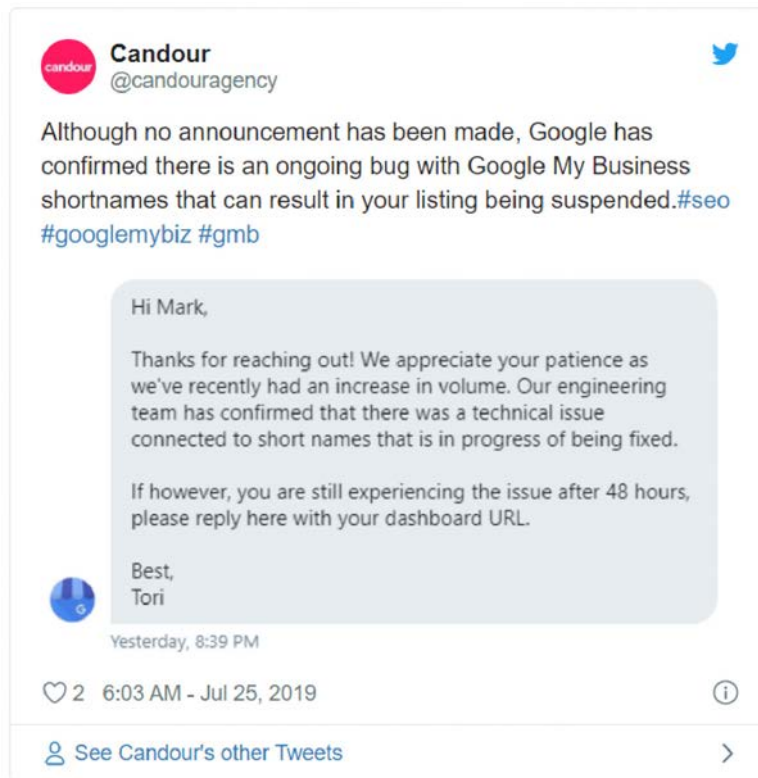 candour
Candour
@candouragency
Although no announcement has been made, Google has
confirmed there is an ongoing bug with Google My Business
shortnames that can result in your listing being suspended.#seo
#googlemybiz #gmb
Hi Mark,
Thanks for reaching out! We appreciate your patience as
we've recently had an increase in volume. Our engineering
team has confirmed that there was a technical issue
connected to short names that is in progress of being fixed.
If however, you are still experiencing the issue after 48 hours,
please reply here with your dashboard URL.
Best,
Tori
G
Yesterday, 8:39 PM
2 6:03 AM - Jul 25, 2019
See Candour's other Tweets